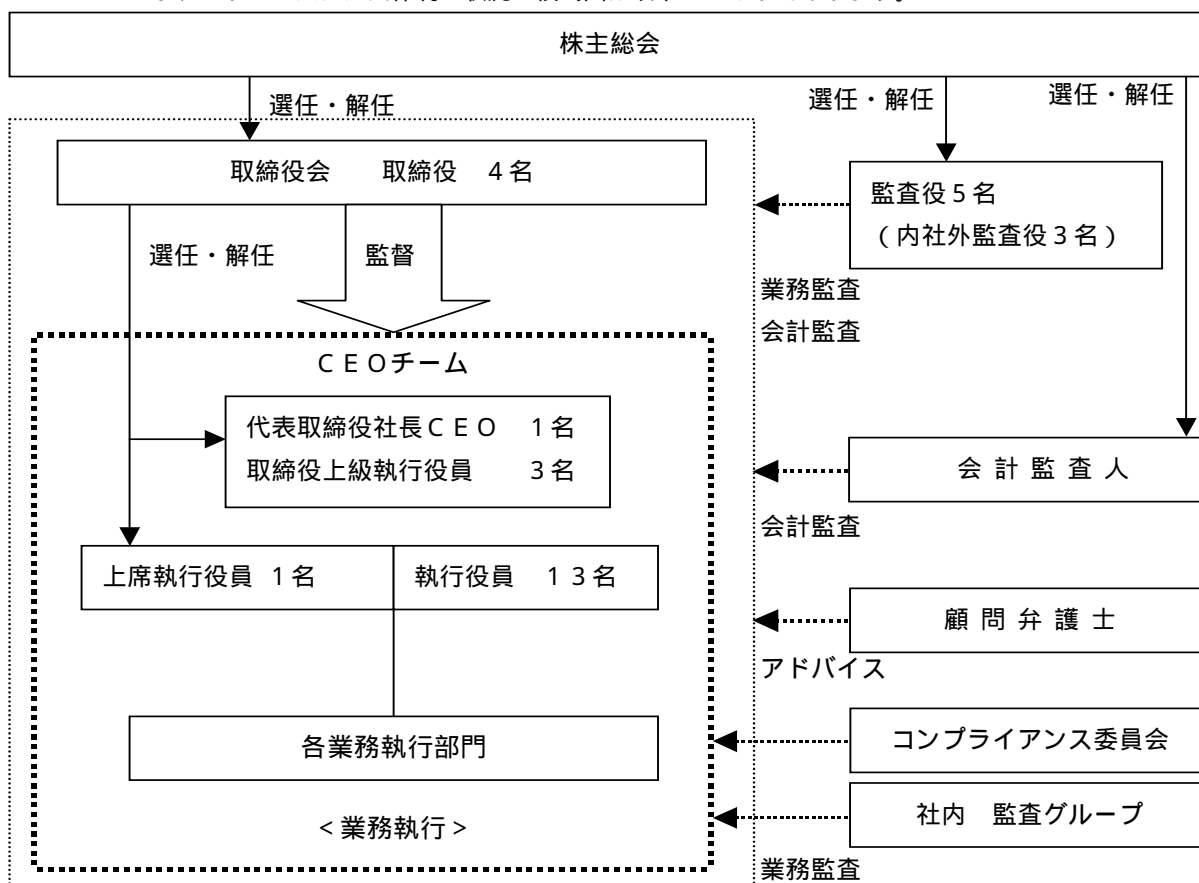 株主総会
選任・解任
選任・解任
選任・解任
取締役会 取締役 4名
監査役5名
(内社外監査役3名)
選任・解任
監督
業務監査
会計監査
CEOチーム
代表取締役社長CEO 1名
取締役上級執行役員 3名
会計監査人
会計監査
上席執行役員 1名
執行役員 13名
顧問弁護士
アドバイス
各業務執行部門
コンプライアンス委員会
社内 監査グループ
<業務執行>
業務監査